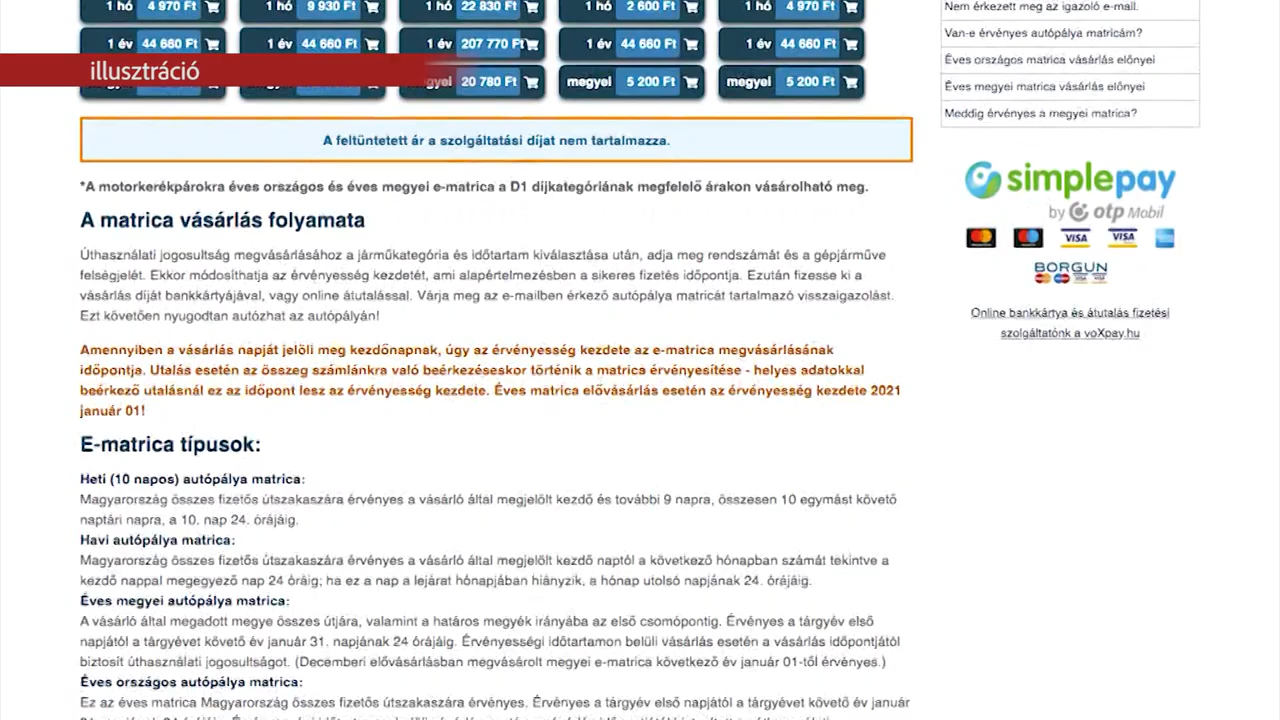 1 hó 4 970 Ft 1 hó 9 930 Ft 1 hó 22 830 Ft 1 hó 2 600 Ft 1 hó 4 970 Ft
1 év 44 660 Ft 1 év 44 660 Ft 1 év 207 770 Ft 1 év 44 660 Ft 1 év 44 660 Ft
illusztráció
20 780 Ft megyei 5 200 Ft megyei 5 200 Ft
A feltüntetett ár a szolgáltatási díjat nem tartalmazza.
*A motorkerékpárokra éves országos és éves megyei e-matrica a D1 díjkategóriának megfelelő árakon vásárolható meg.
A matrica vásárlás folyamata
Úthasználati jogosultság megvásárlásához a járműkategória és időtartam kiválasztása után, adja meg rendszámát és a gépjárműve
felségjelét. Ekkor módosíthatja az érvényesség kezdetét, ami alapértelmezésben a sikeres fizetés időpontja. Ezután fizesse ki a
vásárlás díját bankkártyájával, vagy online átutalással. Várja meg az e-mailben érkező autópálya matricát tartalmazó visszaigazolást.
Ezt követően nyugodtan autózhat az autópályán!
Amennyiben a vásárlás napját jelöli meg kezdőnapnak, úgy az érvényesség kezdete az e-matrica megvásárlásának
időpontja. Utalás esetén az összeg számlánkra való beérkezéseskor történik a matrica érvényesítése - helyes adatokkal
beérkező utalásnál ez az időpont lesz az érvényesség kezdete. Éves matrica elővásárlás esetén az érvényesség kezdete 2021
január 01!
E-matrica típusok:
Heti (10 napos) autópálya matrica:
Magyarország összes fizetős útszakaszára érvényes a vásárló által megjelölt kezdő és további 9 napra, összesen 10 egymást követő
naptári napra, a 10. nap 24. órájáig.
Havi autópálya matrica:
Magyarország összes fizetős útszakaszára érvényes a vásárló által megjelölt kezdő naptól a következő hónapban számát tekintve a
kezdő nappal megegyező nap 24 óráig; ha ez a nap a lejárat hónapjában hiányzik, a hónap utolsó napjának 24. órájáig.
Éves megyei autópálya matrica:
A vásárló által megadott megye összes útjára, valamint a határos megyék irányába az első csomópontig. Érvényes a tárgyév első
napjától a tárgyévet követő év január 31. napjának 24 órájáig. Érvényességi időtartamon belüli vásárlás esetén a vásárlás időpontjától
biztosít úthasználati jogosultságot. (Decemberi elővásárlásban megvásárolt megyei e-matrica következő év január 01-től érvényes.)
Éves országos autópálya matrica:
Ez az éves matrica Magyarország összes fizetős útszakaszára érvényes. Érvényes a tárgyév első napjától a tárgyévet követő év január
Nem érkezett meg az igazoló e-mail.
Van-e érvényes autópálya matricám?
Éves országos matrica vásárlás előnyei
Éves megyei matrica vásárlás előnyei
Meddig érvényes a megyei matrica?
simplepay
by otp Mobil
VISA VISA
BORGUN
Online bankkártya és átutalás fizetési
szolgáltatónk a voXpay.hu